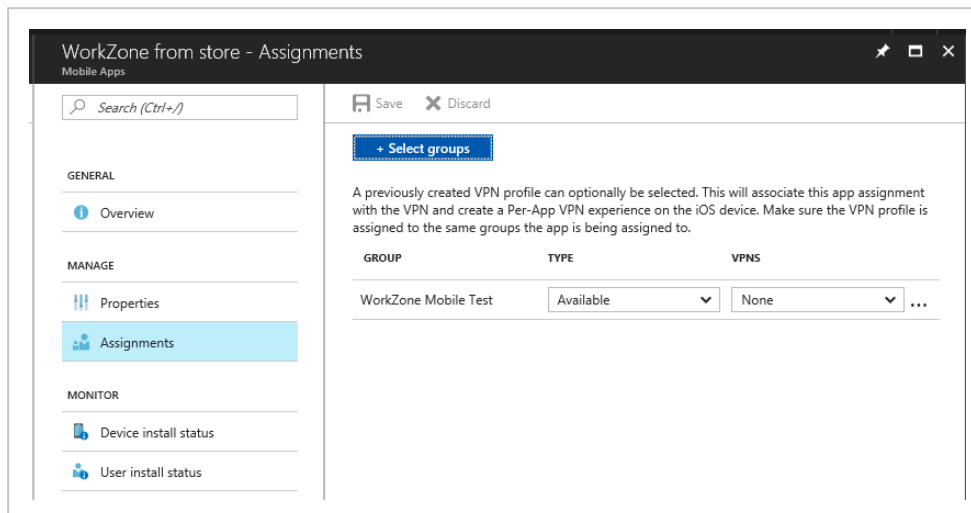 WorkZone from store - Assignments
Mobile Apps
Search (Ctrl+/)
GENERAL
Overview
MANAGE
Properties
Assignments
MONITOR
Device install status
User install status
Save Discard
+ Select groups
A previously created VPN profile can optionally be selected. This will associate this app assignment
with the VPN and create a Per-App VPN experience on the iOS device. Make sure the VPN profile is
assigned to the same groups the app is being assigned to.
GROUP TYPE VPNS
WorkZone Mobile Test Available None ...